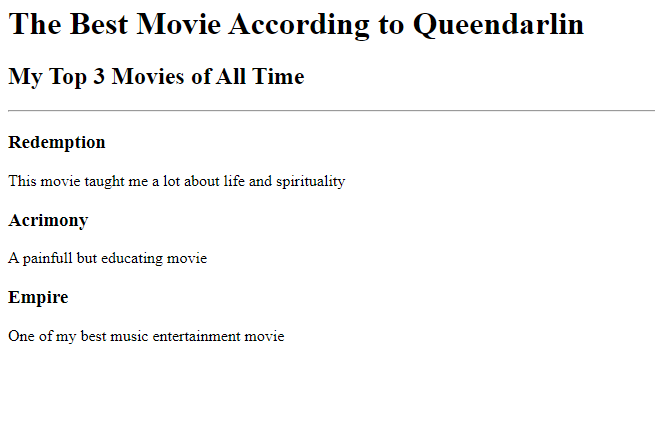 The Best Movie According to Queendarlin
My Top 3 Movies of All Time
Redemption
This movie taught me a lot about life and spirituality
Acrimony
A painfull but educating movie
Empire
One of my best music entertainment movie